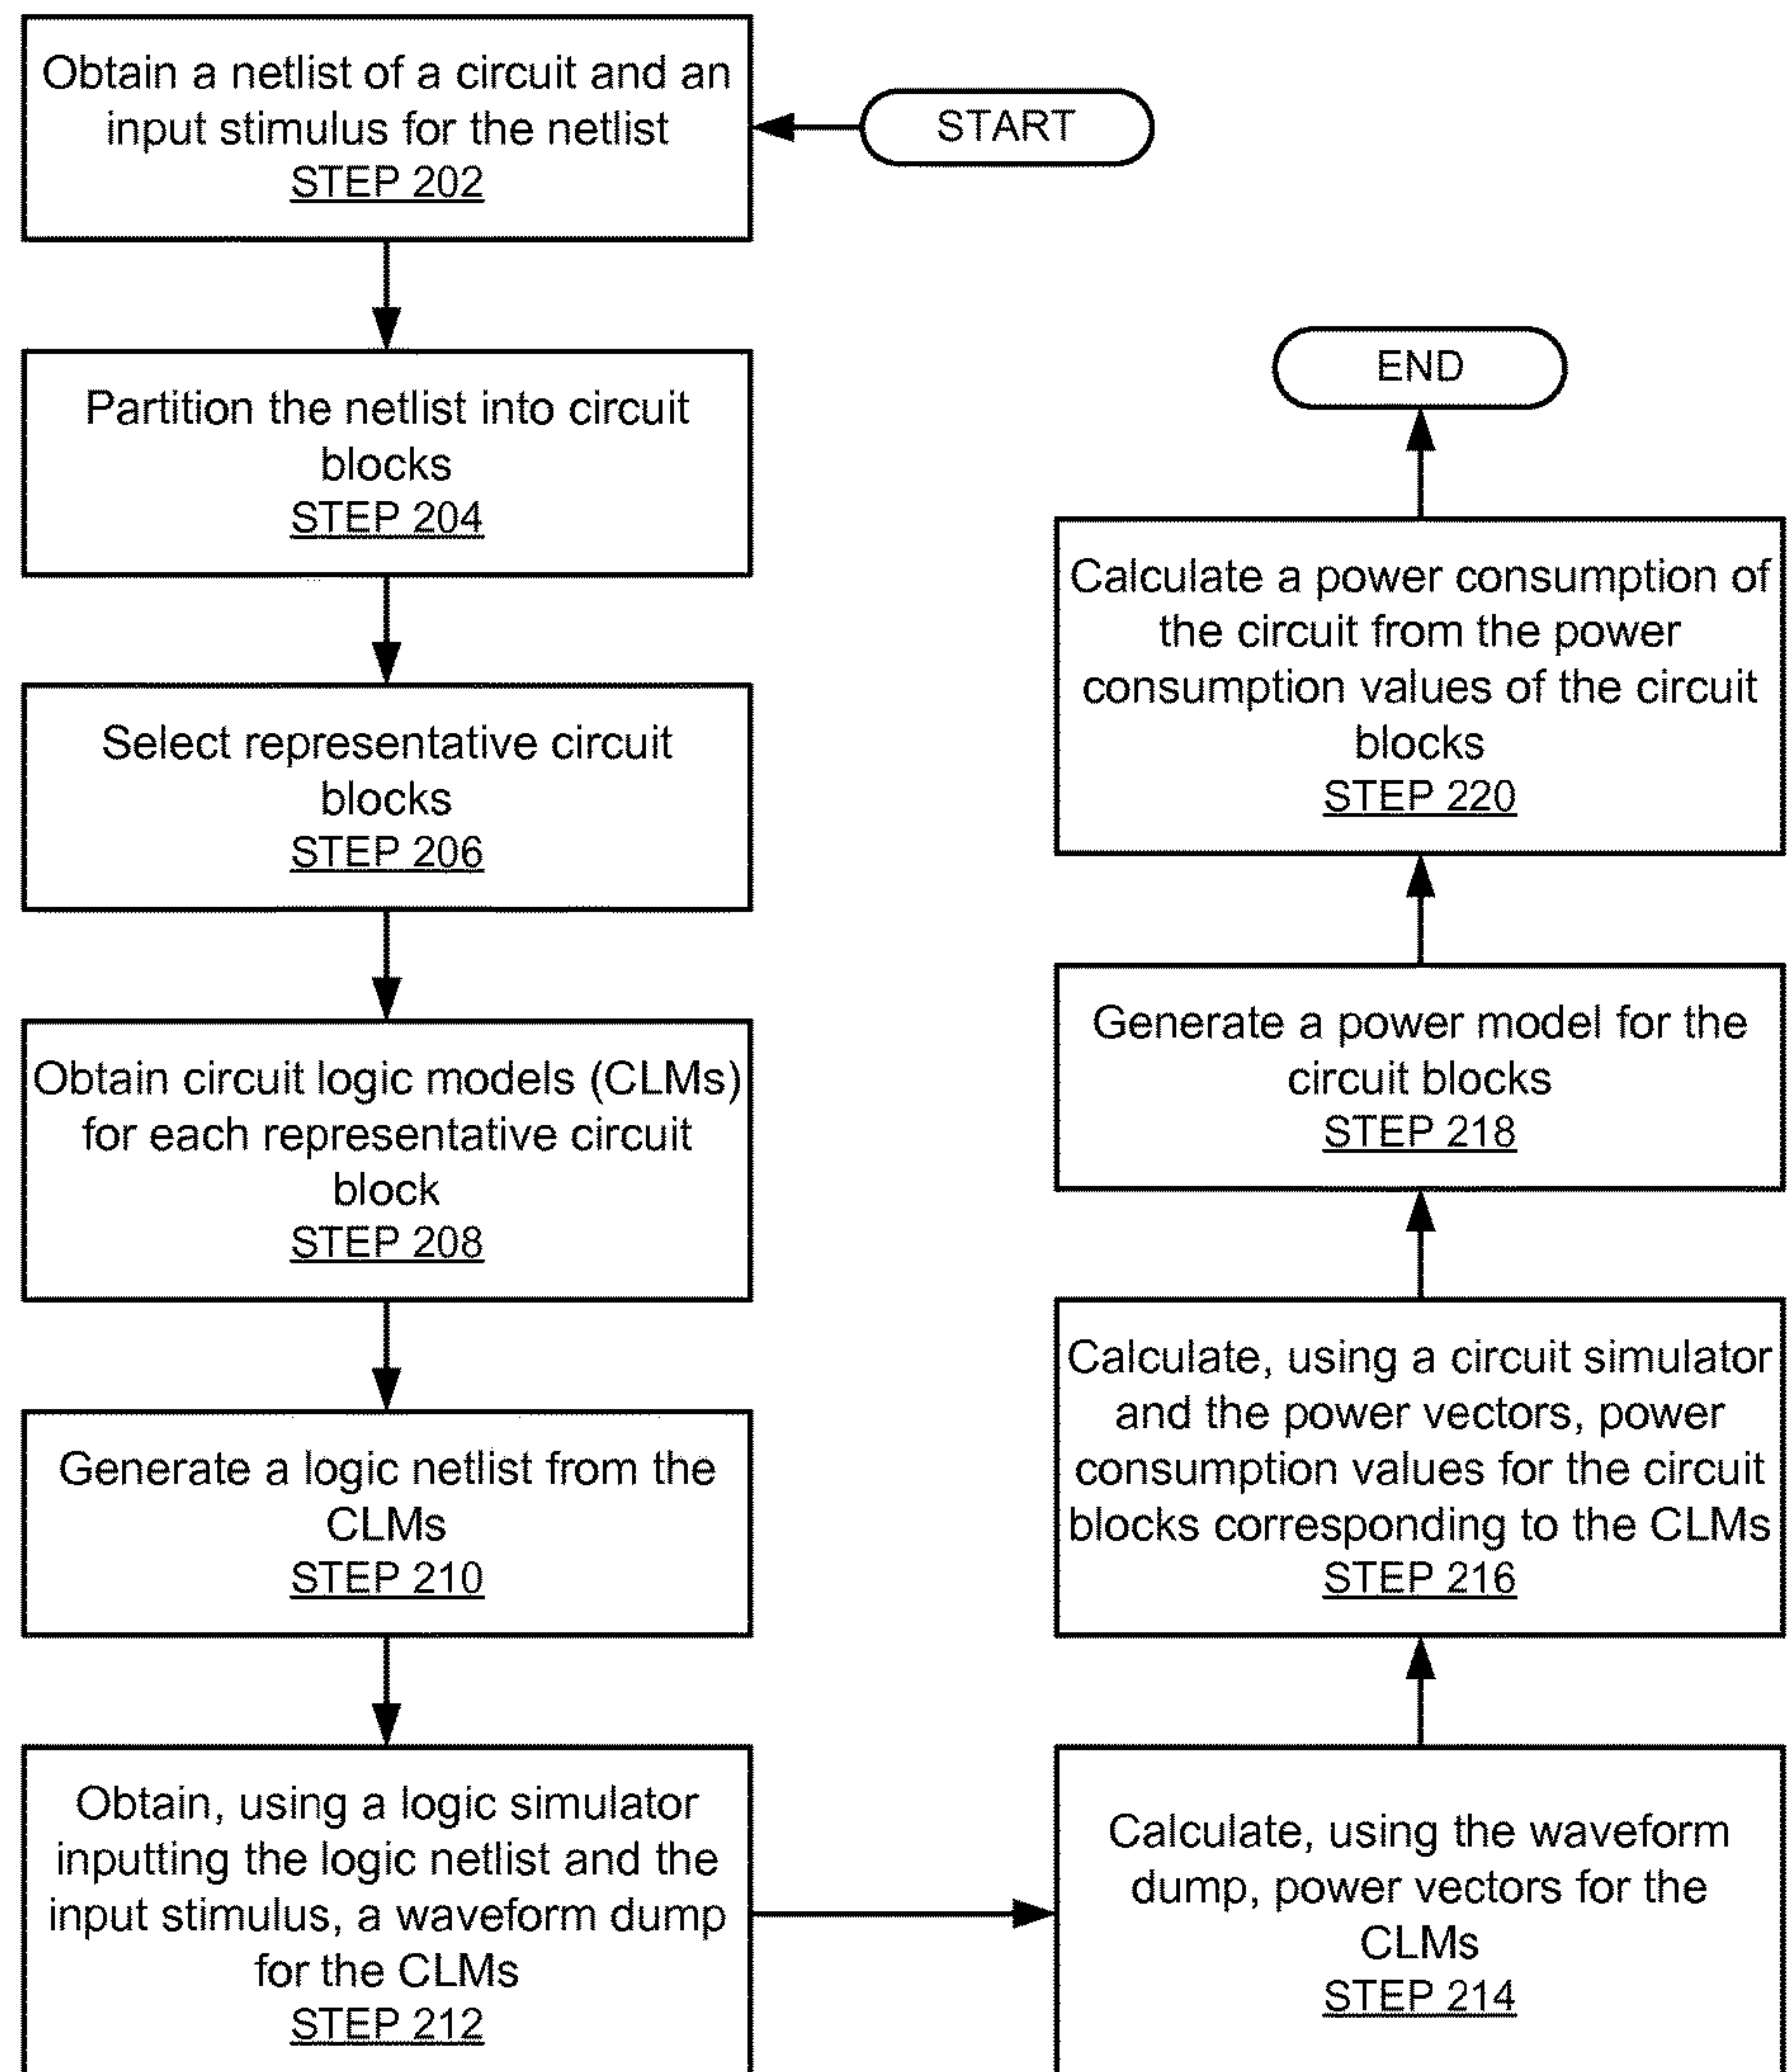 START
Obtain a netlist of a circuit and an
input stimulus for the netlist
STEP 202
Partition the netlist into circuit
blocks
STEP 204
Select representative circuit
blocks
STEP 206
Obtain circuit logic models (CLMs)
for each representative circuit
block
STEP 208
Generate a logic netlist from the
CLMs
STEP 210
Obtain, using a logic simulator
inputting the logic netlist and the
input stimulus, a waveform dump
for the CLMs
STEP 212
Calculate, using the waveform
dump, power vectors for the
CLMs
STEP 214
Calculate, using a circuit simulator
and the power vectors, power
consumption values for the circuit
blocks corresponding to the CLMs
STEP 216
Generate a power model for the
circuit blocks
STEP 218
Calculate a power consumption of
the circuit from the power
consumption values of the circuit
blocks
STEP 220
END